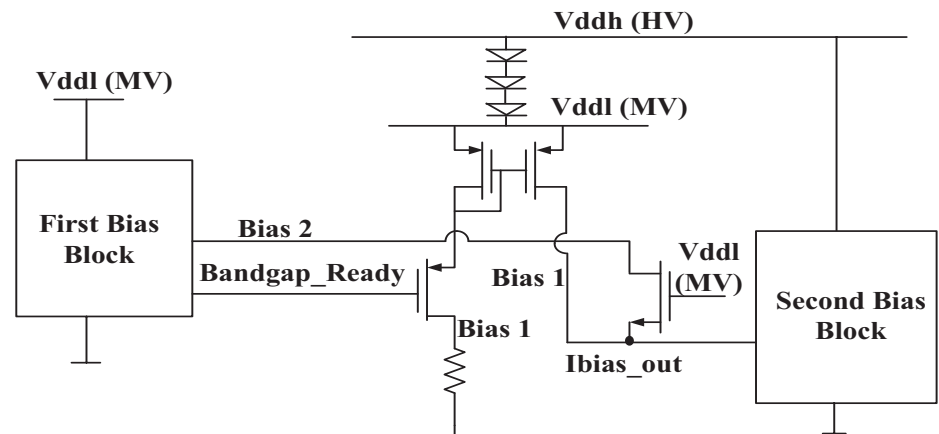 Vddh (HV)
Vddl (MV)
Vddl (MV)
First Bias
Block
Bias 2
Bandgap_Ready
Bias 1
Vddl
(MV)
Bias 1
Ibias_out
Second Bias
Block